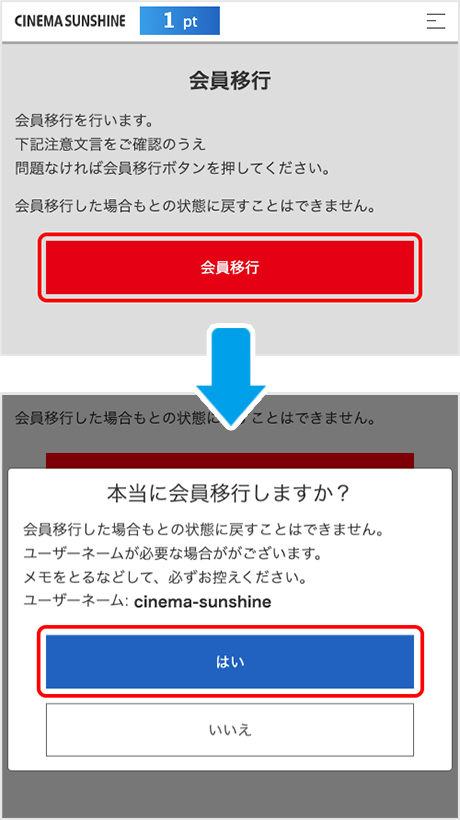 CINEMA SUNSHINE
1 pt
会員移行
会員移行を行います。
下記注意文言をご確認のうえ
問題なければ会員移行ボタンを押してください。
会員移行した場合もとの状態に戻すことはできません。
会員移行
会員移行した場合もとの状態に戻すことはできません。
本当に会員移行しますか？
会員移行した場合もとの状態に戻すことはできません。
ユーザーネームが必要な場合ががございます。
メモをとるなどして、必ずお控えください。
ユーザーネーム: cinema-sunshine
はい
いいえ